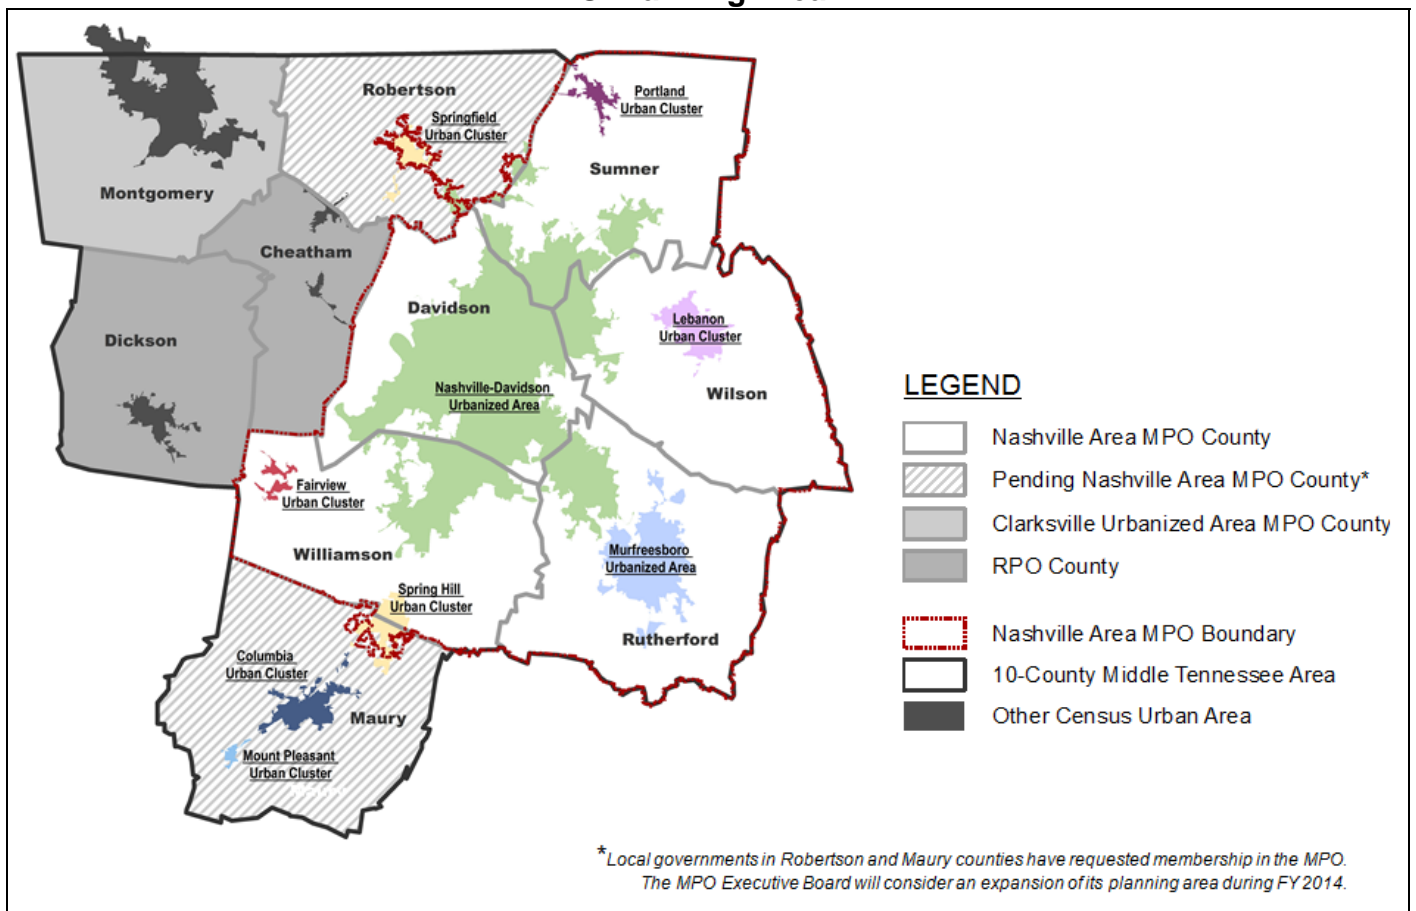 Robertson
Portland
Urban Cluster
Springfield
Urban Cluster
Sumner
Montgomery
Cheatham
Davidson
Lebanon
Urban Cluster
Dickson
Nashville-Davidson
Urbanized Area
Wilson
Fairview
Urban Cluster
Williamson
Murfreesboro
Urbanized Area
Spring Hill
Urban Cluster
Rutherford
Columbia
Urban Cluster
Maury
Mount Pleasant
Urban Cluster
LEGEND
Nashville Area MPO County
Pending Nashville Area MPO County*
Clarksville Urbanized Area MPO County
RPO County
Nashville Area MPO Boundary
10-County Middle Tennessee Area
Other Census Urban Area
*Local governments in Robertson and Maury counties have requested membership in the MPO.
The MPO Executive Board will consider an expansion of its planning area during FY 2014.